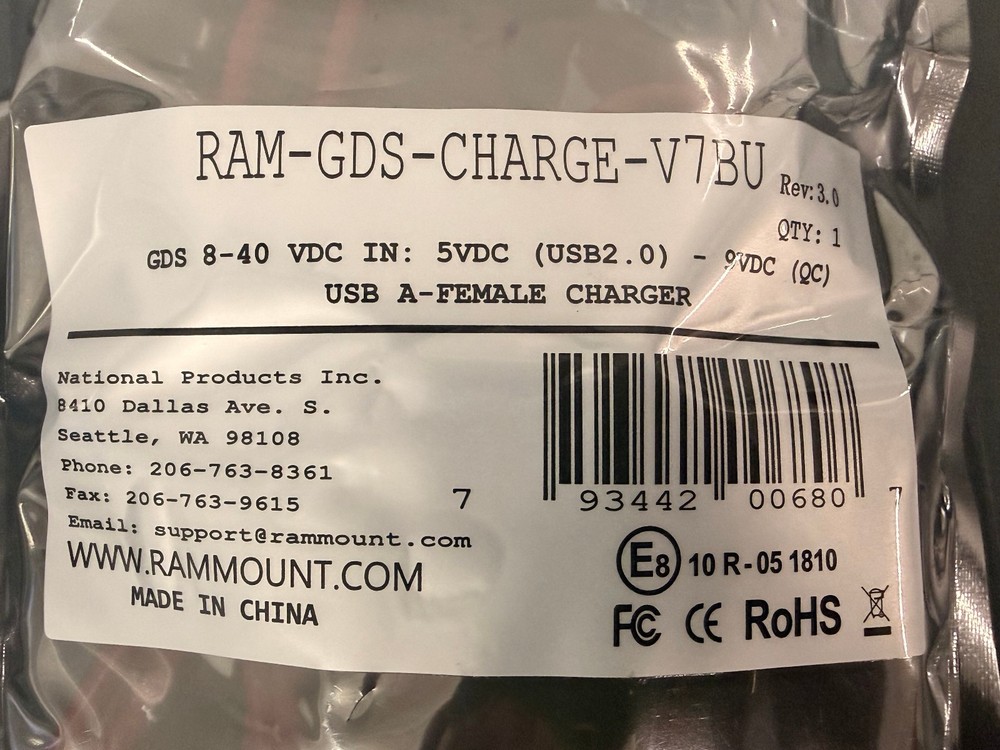 RAM-GDS-CHARGE-V7BU
Rev:3.0
QTY: 1
GDS 8-40 VDC IN: 5VDC (USB2.0) - 9VDC (QC)
USB A-FEMALE CHARGER
National Products Inc.
8410 Dallas Ave. S.
Seattle, WA 98108
Phone: 206-763-8361
Fax: 206-763-9615
Email: support@rammount.com
WWW.RAMMOUNT.COM
MADE IN CHINA
7 93442 00680 7
E8 10 R-05 1810
FC CE RoHS